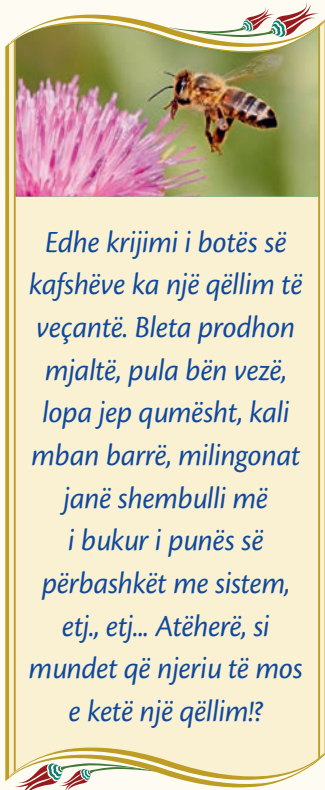 Edhe krijimi i botës së
kafshëve ka një qëllim të
veçantë. Bleta prodhon
mjaltë, pula bën vezë,
lopa jep qumësht, kali
mban barrë, milingonat
janë shembulli më
i bukur i punës së
përbashkët me sistem,
etj., etj... Atëherë, si
mundet që njeriu të mos
e ketë një qëllim!?